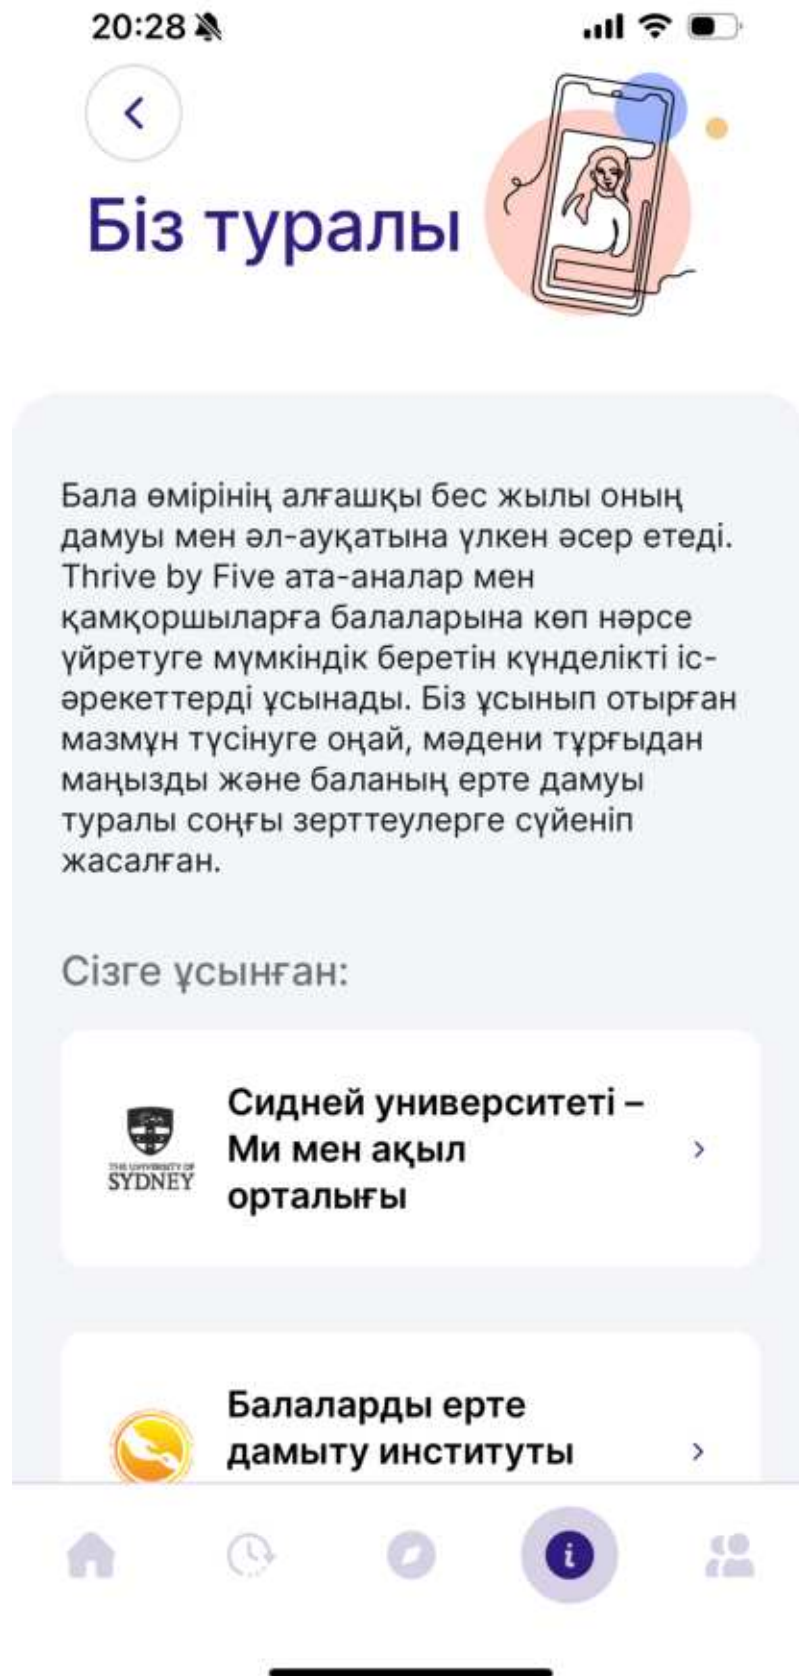 20:28
Біз туралы
Бала өмірінің алғашқы бес жылы оның
дамуы мен әл-ауқатына үлкен әсер етеді.
Thrive by Five ата-аналар мен
қамқоршыларға балаларына көп нәрсе
үйретуге мүмкіндік беретін күнделікті іс-
әрекеттерді ұсынады. Біз ұсынып отырған
мазмұн түсінуге оңай, мәдени тұрғыдан
маңызды және баланың ерте дамуы
туралы соңғы зерттеулерге сүйеніп
жасалған.
Сізге ұсынған:
THE UNIVERSITY OF
SYDNEY
Сидней университеті –
Ми мен ақыл
орталығы
Балаларды ерте
дамыту институты